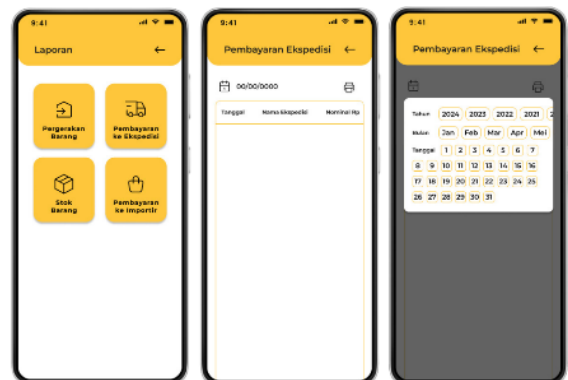 9:41
Laporan
Pergerakan
Barang
Pembayaran
ke Ekspedisi
Stok
Barang
Pembayaran
ke Importir
9:41
Pembayaran Ekspedisi
00/00/0000
Tanggal Nama Ekspedisi Nominal Rp
9:41
Pembayaran Ekspedisi
Tahun 2024 2023 2022 2021 2
Bulan Jan Feb Mar Apr Mei
Tanggal 1 2 3 4 5 6 7
8 9 10 11 12 13 14 15 16
17 18 19 20 21 22 23 24 25
26 27 28 29 30 31